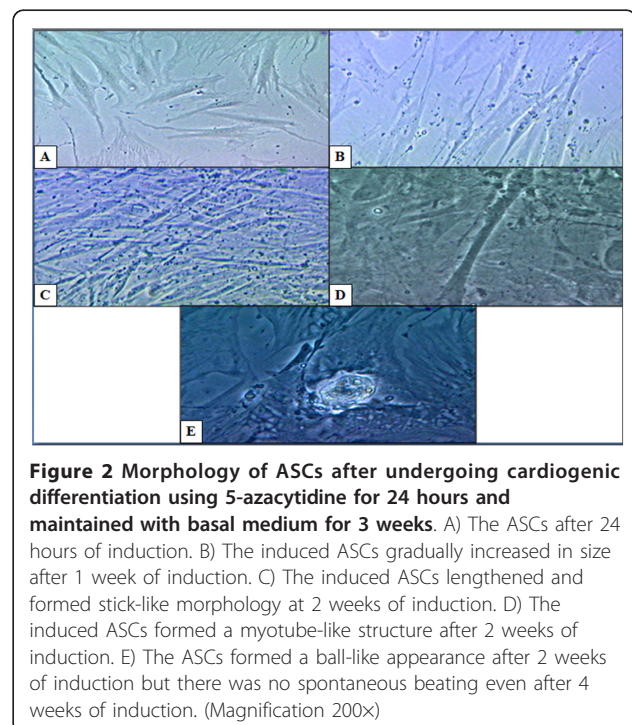 A
B
C
D
E
Figure 2 Morphology of ASCs after undergoing cardiogenic
differentiation using 5-azacytidine for 24 hours and
maintained with basal medium for 3 weeks. A) The ASCs after 24
hours of induction. B) The induced ASCs gradually increased in size
after 1 week of induction. C) The induced ASCs lengthened and
formed stick-like morphology at 2 weeks of induction. D) The
induced ASCs formed a myotube-like structure after 2 weeks of
induction. E) The ASCs formed a ball-like appearance after 2 weeks
of induction but there was no spontaneous beating even after 4
weeks of induction. (Magnification 200×)